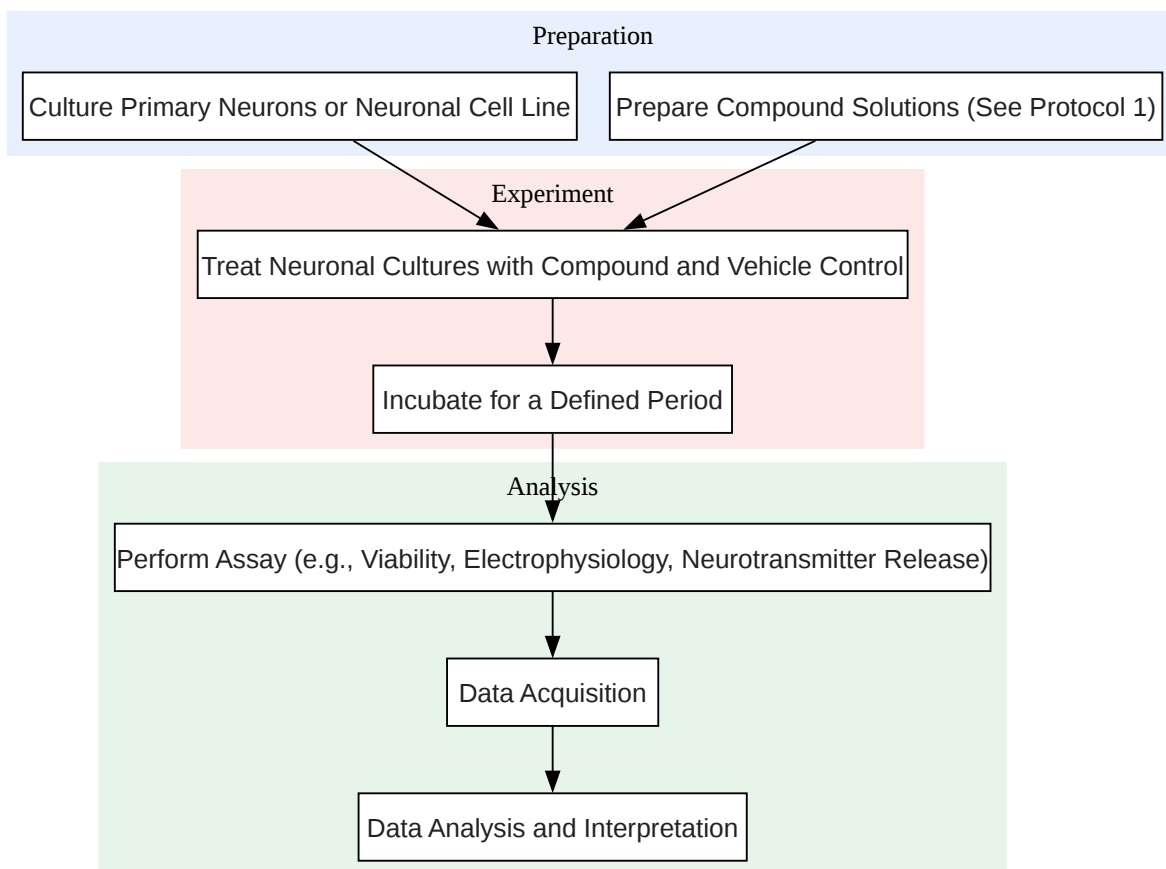 Preparation
Culture Primary Neurons or Neuronal Cell Line
Prepare Compound Solutions (See Protocol 1)
Experiment
Treat Neuronal Cultures with Compound and Vehicle Control
Incubate for a Defined Period
Analysis
Perform Assay (e.g., Viability, Electrophysiology, Neurotransmitter Release)
Data Acquisition
Data Analysis and Interpretation